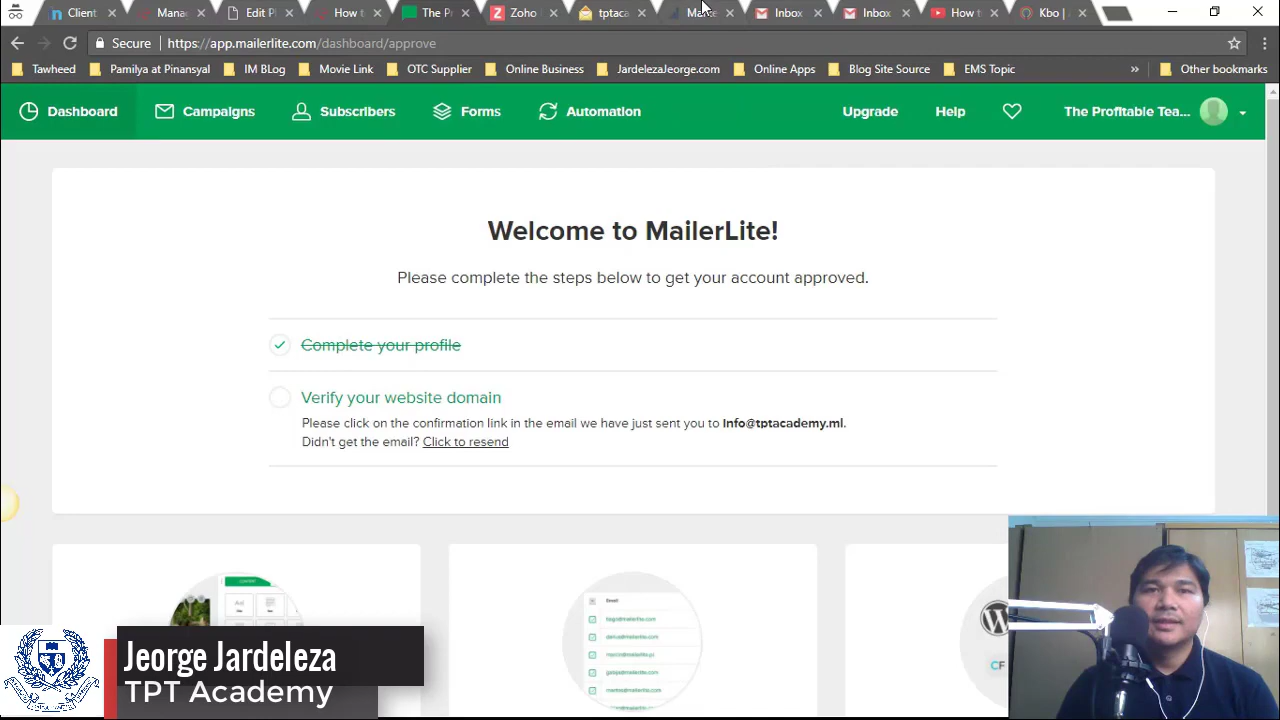 Client
Mana
Edit Pi
How t
The P
Zoho
tptac
Inbox
Inbox
How t
Kbo |
Secure
https://app.mailerlite.com/dashboard/approve
Tawheed
Pamilya at Pinansyal
IM BLog
Movie Link
OTC Supplier
Online Business
JardelezaJeorge.com
Online Apps
Blog Site Source
EMS Topic
»
Other bookmarks
Dashboard
Campaigns
Subscribers
Forms
Automation
Upgrade
Help
The Profitable Tea...
Welcome to MailerLite!
Please complete the steps below to get your account approved.
Complete your profile
Verify your website domain
Please click on the confirmation link in the email we have just sent you to Info@tptacademy.ml.
Didn't get the email? Click to resend
Email
Jeorge Jardeleza
TPT Academy